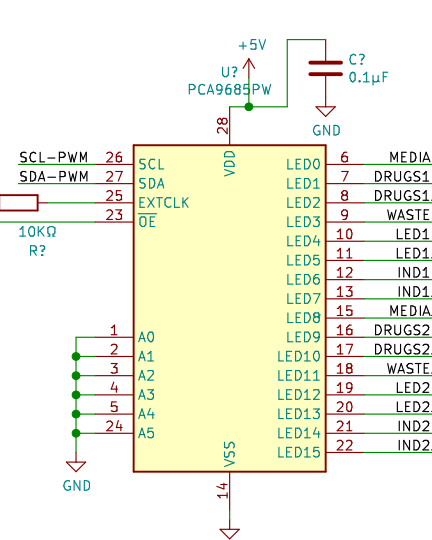 +5V
U?
PCA9685PW
C?
0.1µF
GND
28
VDD
SCL-PWM 26 SCL
SDA-PWM 27 SDA
25 EXTCLK
23 OE
10KΩ
R?
LED0 6 MEDIA
LED1 7 DRUGS1
LED2 8 DRUGS1
LED3 9 WASTE
LED4 10 LED1
LED5 11 LED1
LED6 12 IND1
LED7 13 IND1
LED8 15 MEDIA
1 A0 LED9 16 DRUGS2
2 A1 LED10 17 DRUGS2
3 A2 LED11 18 WASTE
4 A3 LED12 19 LED2
5 A4 LED13 20 LED2
24 A5 LED14 21 IND2
LED15 22 IND2
GND
VSS
14